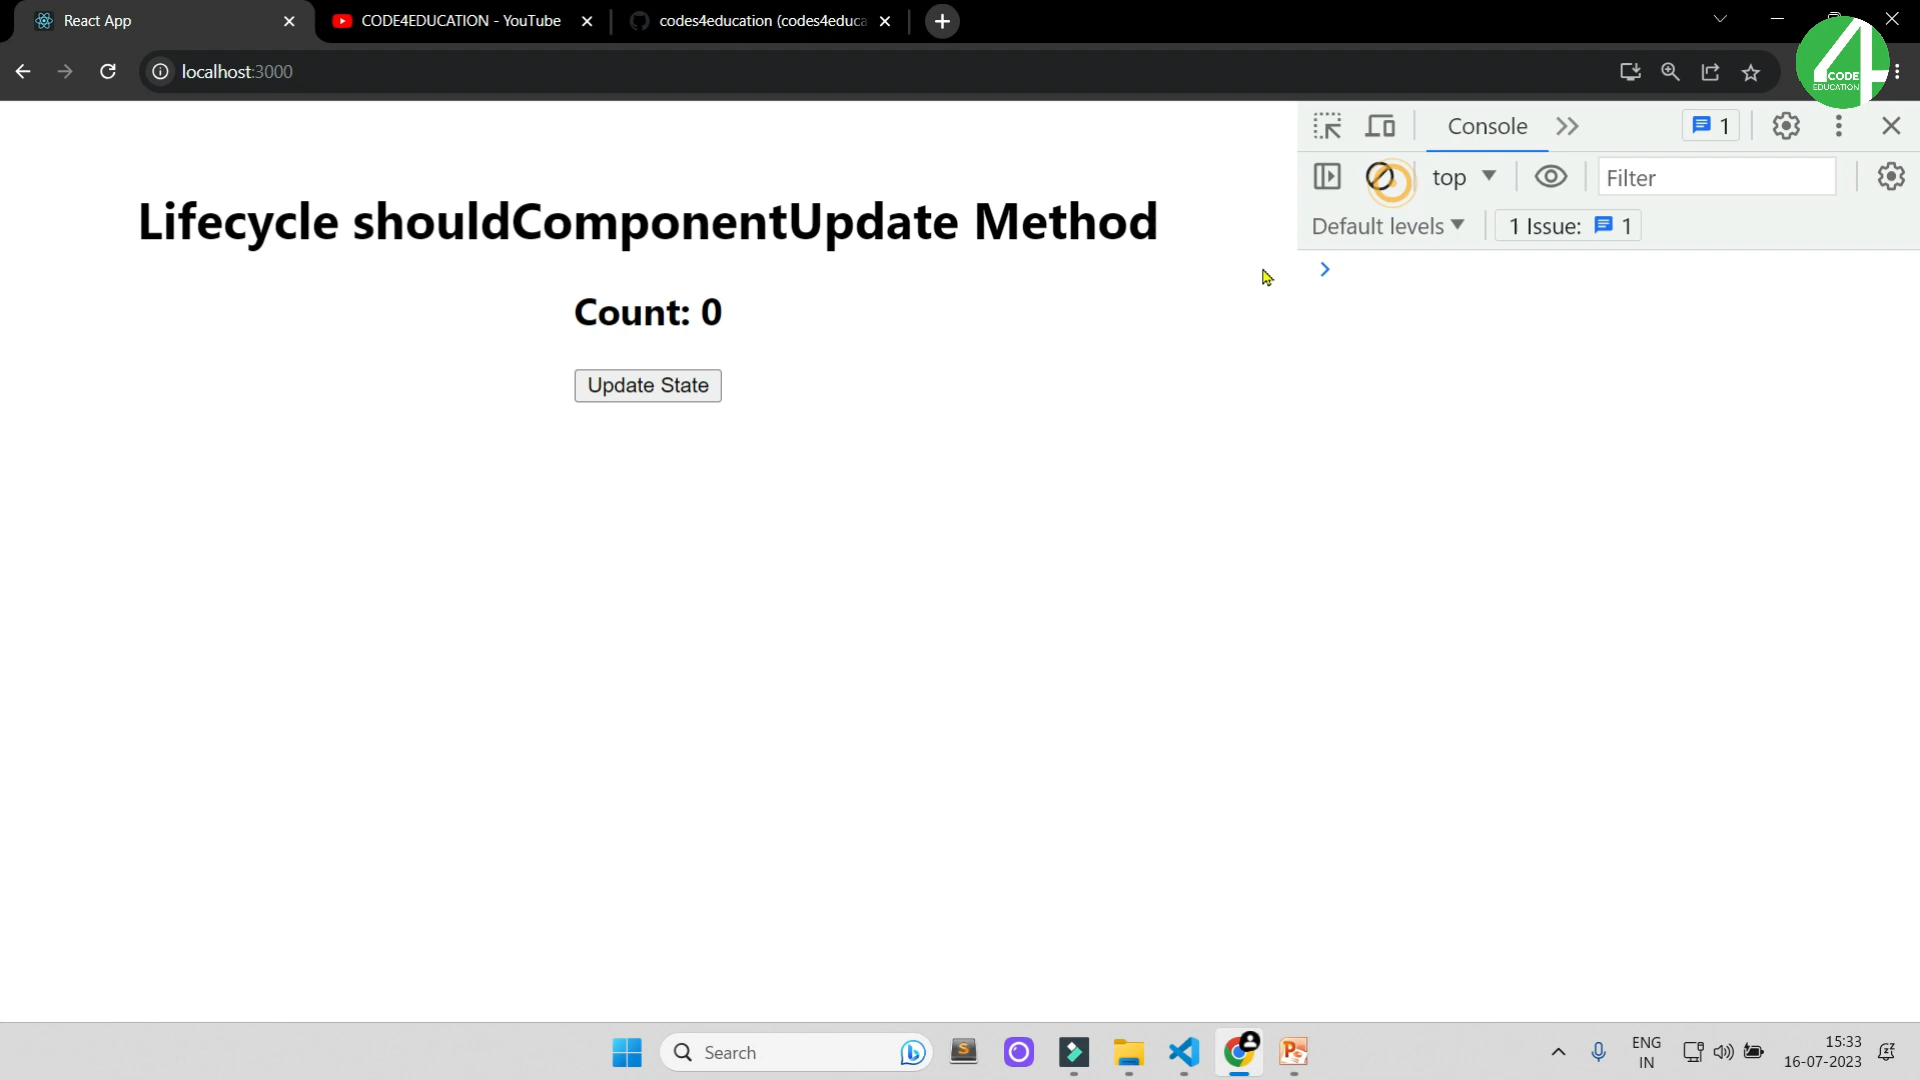 React App
CODE4EDUCATION - YouTube
codes4education (codes4educa
localhost:3000
4
CODE
EDUCATION
Console
1
top
Filter
Default levels
1 Issue: 1
Lifecycle shouldComponentUpdate Method
Count: 0
Update State
Search
S
ENG
IN
15:33
16-07-2023